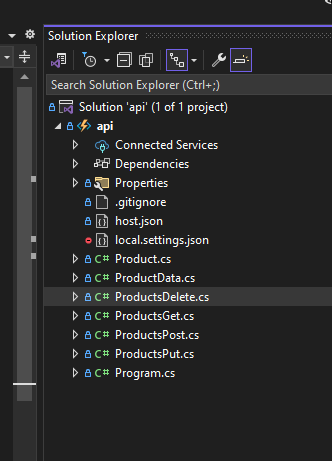 Solution Explorer
Search Solution Explorer (Ctrl+;)
Solution 'api' (1 of 1 project)
api
Connected Services
Dependencies
Properties
.gitignore
host.json
local.settings.json
C# Product.cs
C# ProductData.cs
C# ProductsDelete.cs
C# ProductsGet.cs
C# ProductsPost.cs
C# ProductsPut.cs
C# Program.cs